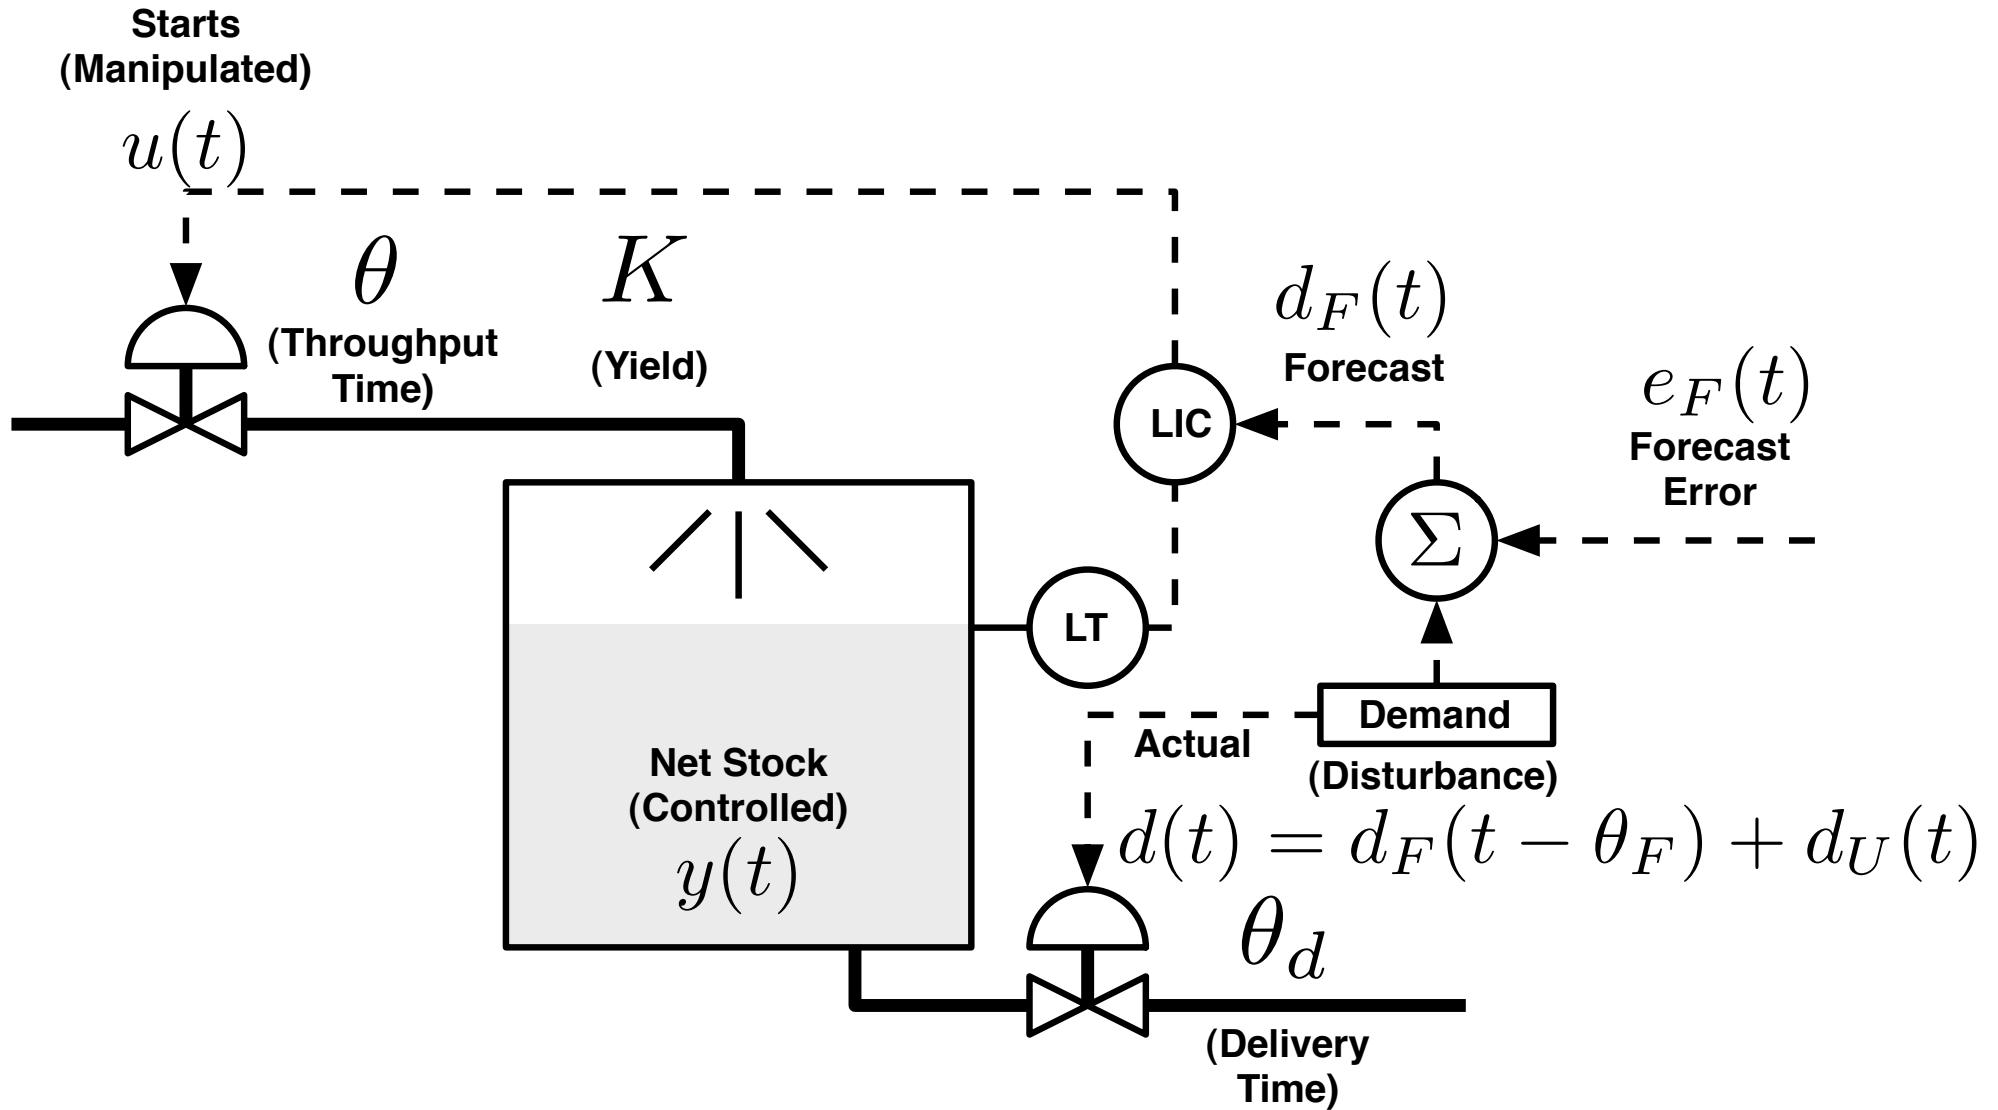 Starts
(Manipulated)
u(t)
θ
(Throughput
Time)
K
(Yield)
d_F(t)
Forecast
LIC
e_F(t)
Forecast
Error
Σ
LT
Demand
Actual
(Disturbance)
d(t) = d_F(t − θ_F) + d_U(t)
Net Stock
(Controlled)
y(t)
θ_d
(Delivery
Time)